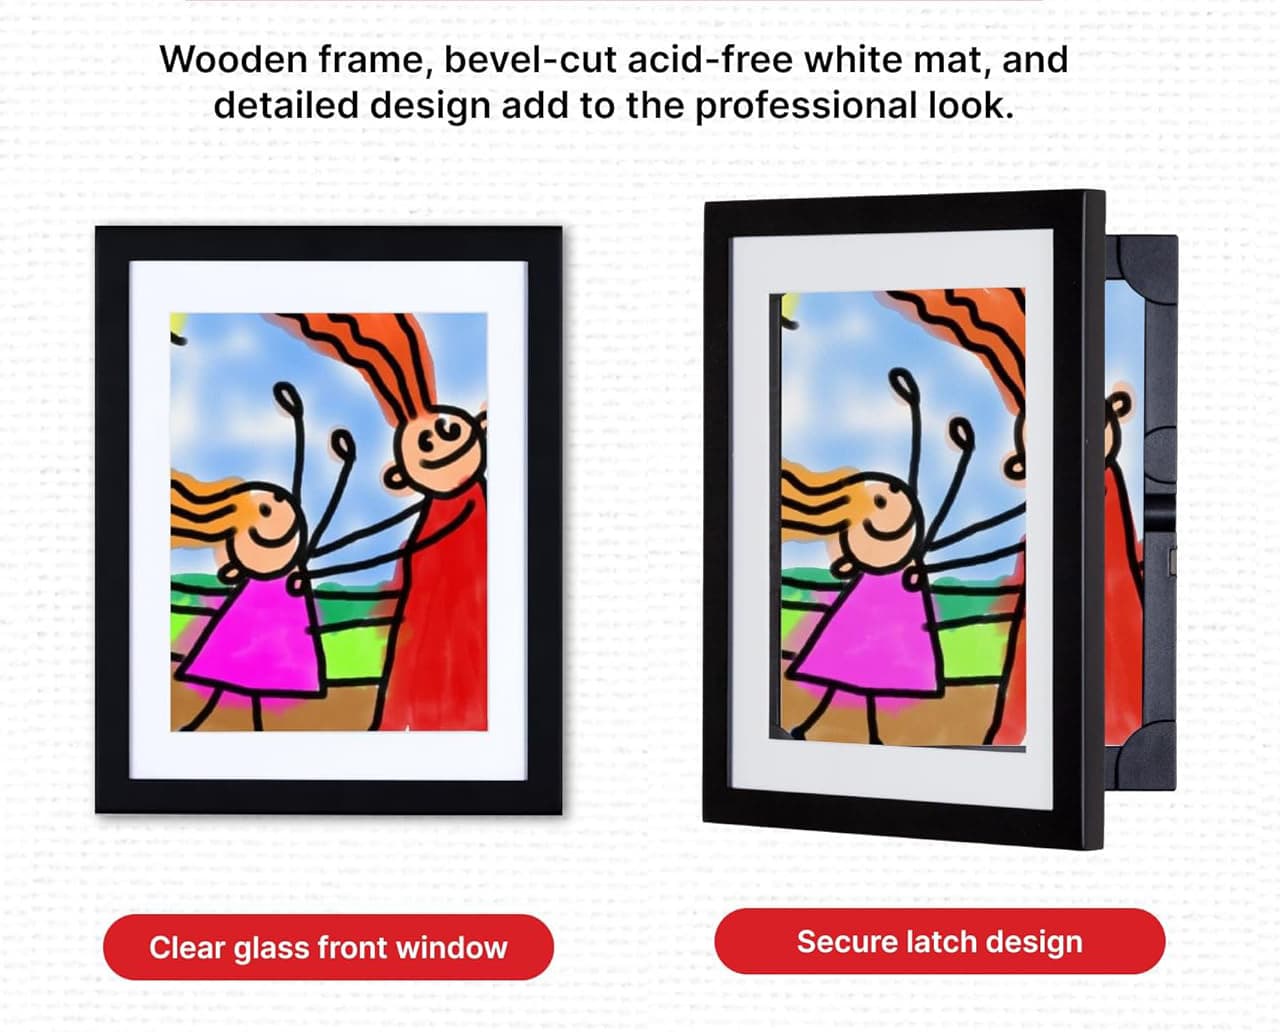 Wooden frame, bevel-cut acid-free white mat, and
detailed design add to the professional look.
Clear glass front window
Secure latch design